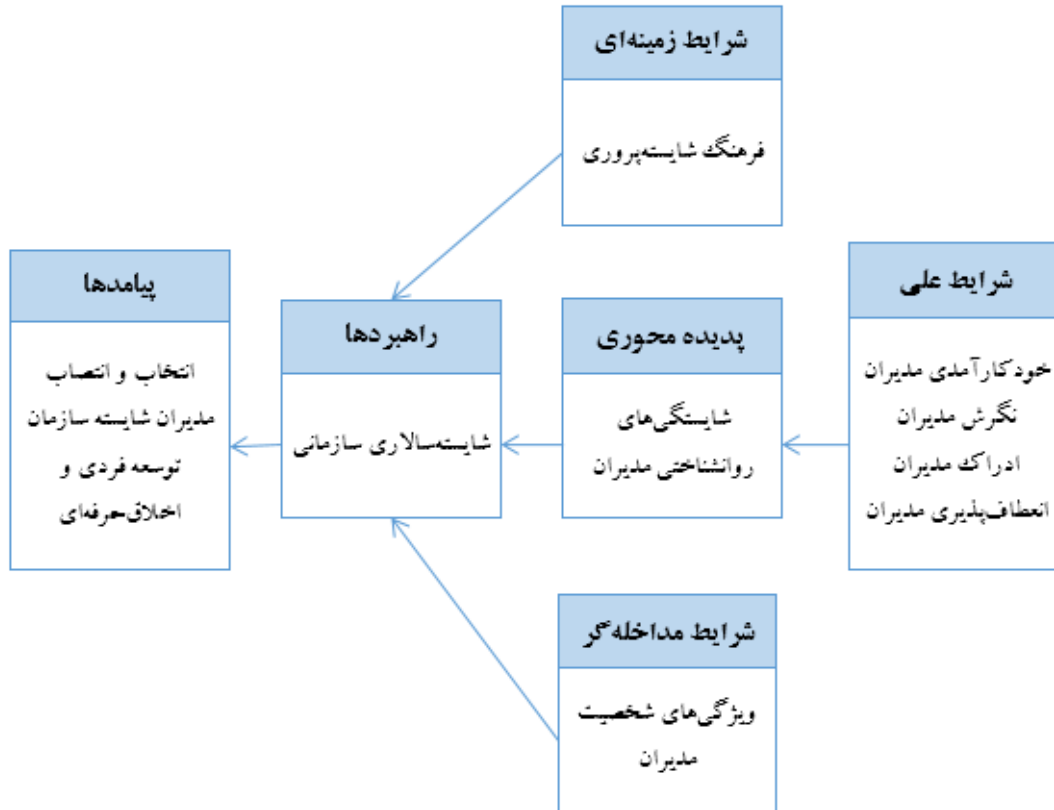 شرایط زمینه‌ای
فرهنگ شایسته‌پروری
شرایط علی
خودکارآمدی مدیران
نگرش مدیران
ادراک مدیران
انعطاف‌پذیری مدیران
پدیده محوری
شایستگی‌های
روانشناختی مدیران
راهبردها
شایسته‌سالاری سازمانی
پیامدها
انتخاب و انتصاب
مدیران شایسته سازمان
توسعه فردی و
اخلاق‌حرفه‌ای
شرایط مداخله‌گر
ویژگی‌های شخصیت
مدیران